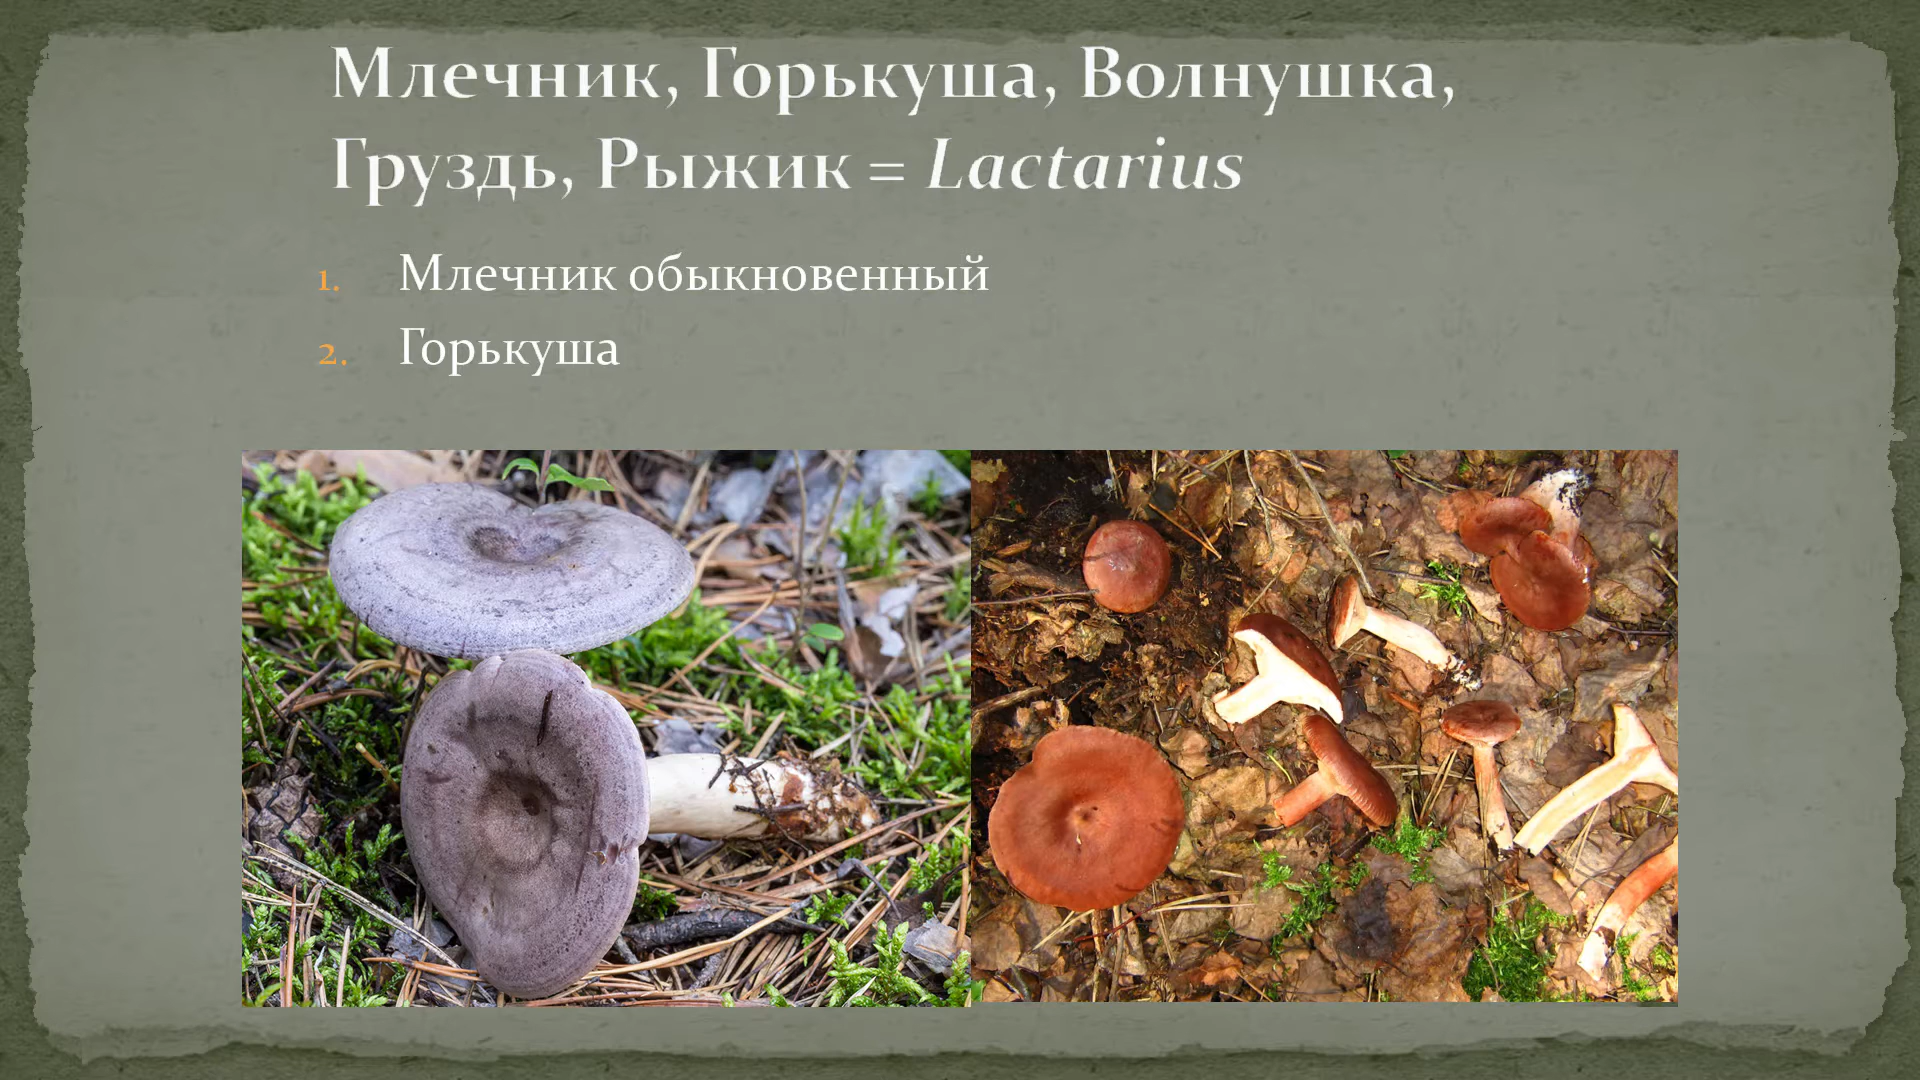 Млечник, Горькуша, Волнушка,
Груздь, Рыжик = Lactarius
1. Млечник обыкновенный
2. Горькуша